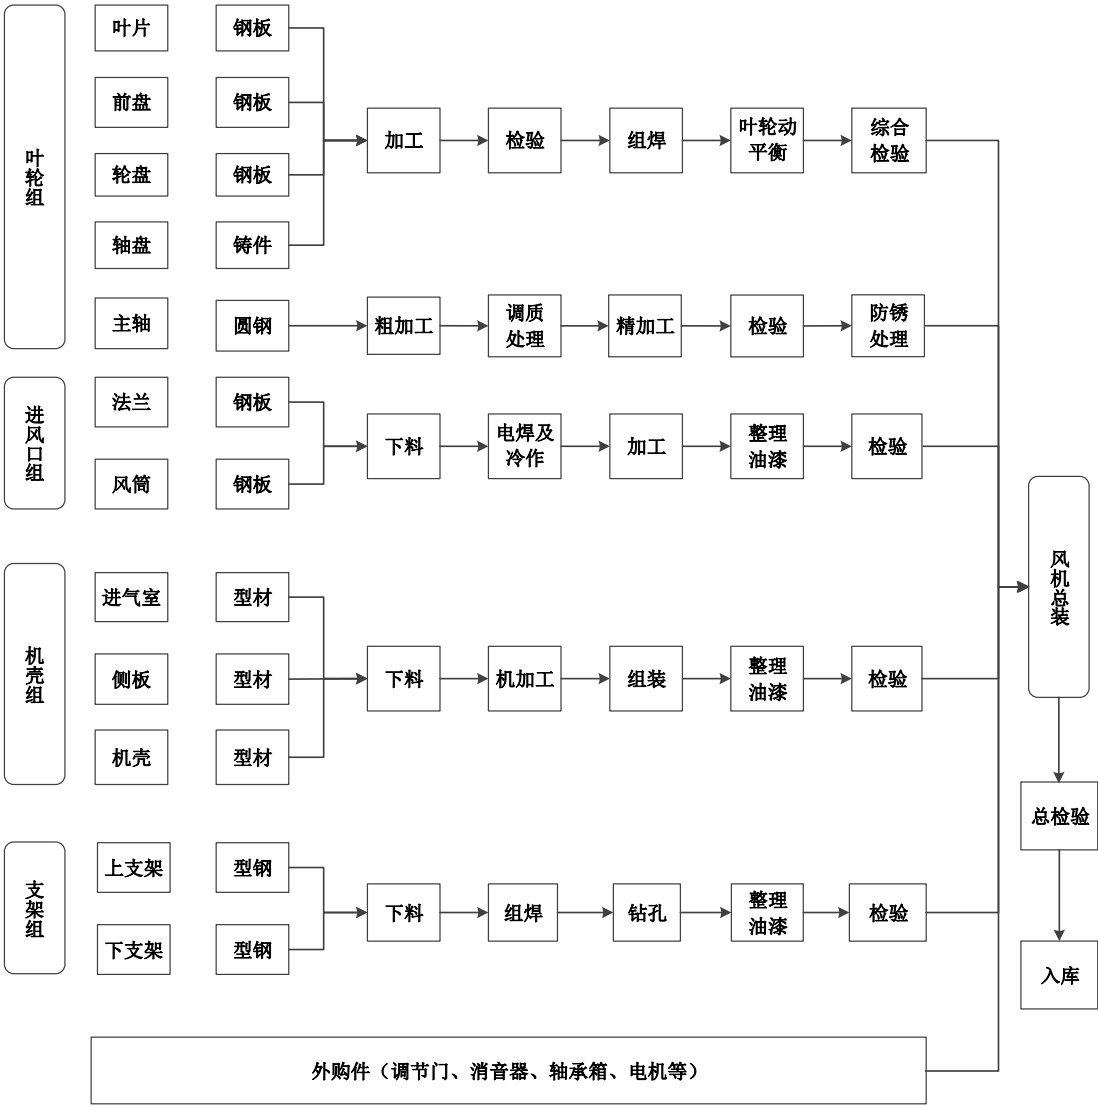 叶轮组
叶片
钢板
前盘
钢板
轮盘
钢板
轴盘
铸件
加工
检验
组焊
叶轮动
平衡
综合
检验
主轴
圆钢
粗加工
调质
处理
精加工
检验
防锈
处理
进风口组
法兰
钢板
风筒
钢板
下料
电焊及
冷作
加工
整理
油漆
检验
机壳组
进气室
型材
侧板
型材
机壳
型材
下料
机加工
组装
整理
油漆
检验
支架组
上支架
型钢
下支架
型钢
下料
组焊
钻孔
整理
油漆
检验
外购件（调节门、消音器、轴承箱、电机等）
风机总装
总检验
入库